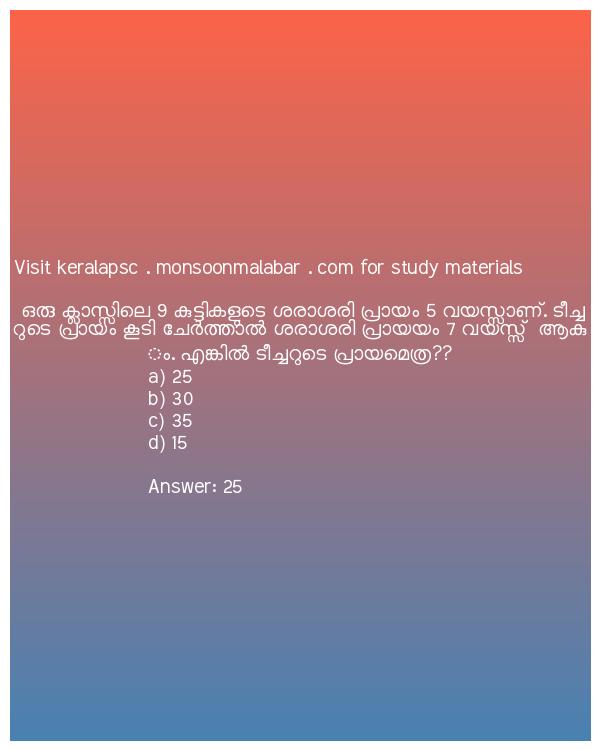 Visit keralapsc . monsoonmalabar . com for study materials
ഒരു ക്ലാസ്സിലെ 9 കുട്ടികളുടെ ശരാശരി പ്രായം 5 വയസ്സാണ്. ടീച്ച
റുടെ പ്രായം കൂടി ചേർത്താൽ ശരാശരി പ്രായയം 7 വയസ്സ് ആകു
ം. എങ്കിൽ ടീച്ചറുടെ പ്രായമെത്ര??
a) 25
b) 30
c) 35
d) 15
Answer: 25